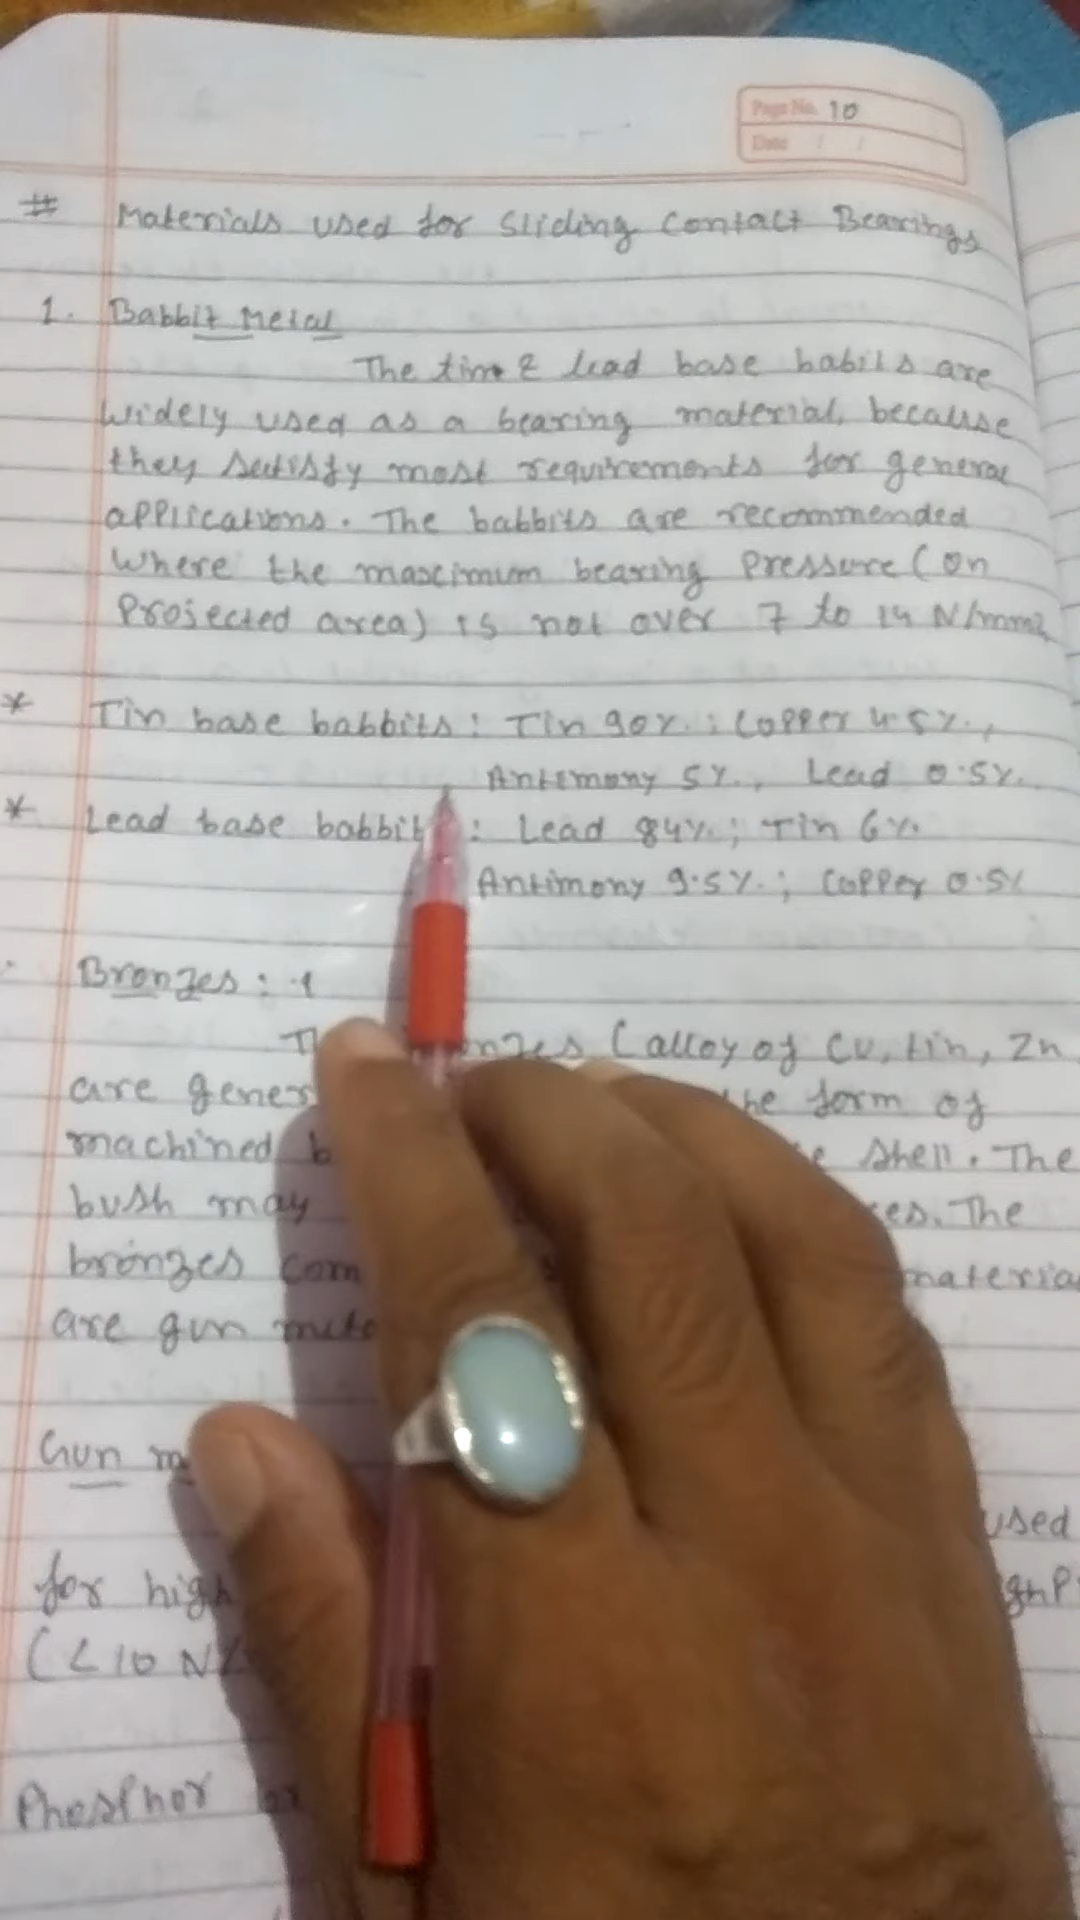 Page No. 10
Date / /
# Materials used for Sliding Contact Bearings
1. Babbit Metal
The tin & lead base babils are
widely used as a bearing material, because
they satisfy most requirements for general
applications. The babbits are recommended
Where the maximum bearing Pressure (on
Projected area) is not over 7 to 14 N/mm2
* Tin base babbits : Tin 90%. ; Copper 4.5%.,
Antimony 5%., Lead 0.5%.
* Lead base babbit : Lead 84%. ; Tin 6%.
Antimony 9.5%. ; Copper 0.5%
Bronzes : -1
(alloy of Cu, tin, Zn
are gener he form of
machined b shell. The
bush may es. The
bronzes com materia
are gun meta
Gun m
used
for high ghP
(<10 N/
Phosphor br